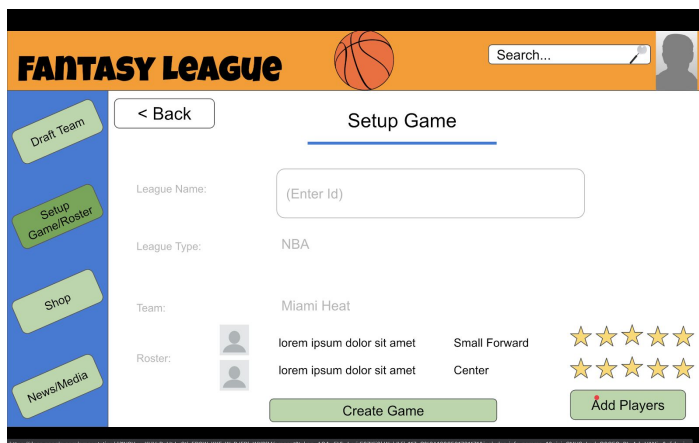 FANTASY LEAGUE
Search...
Draft Team
Setup
Game/Roster
Shop
News/Media
< Back
Setup Game
League Name:
(Enter Id)
League Type:
NBA
Team:
Miami Heat
Roster:
lorem ipsum dolor sit amet
Small Forward
lorem ipsum dolor sit amet
Center
Create Game
Add Players